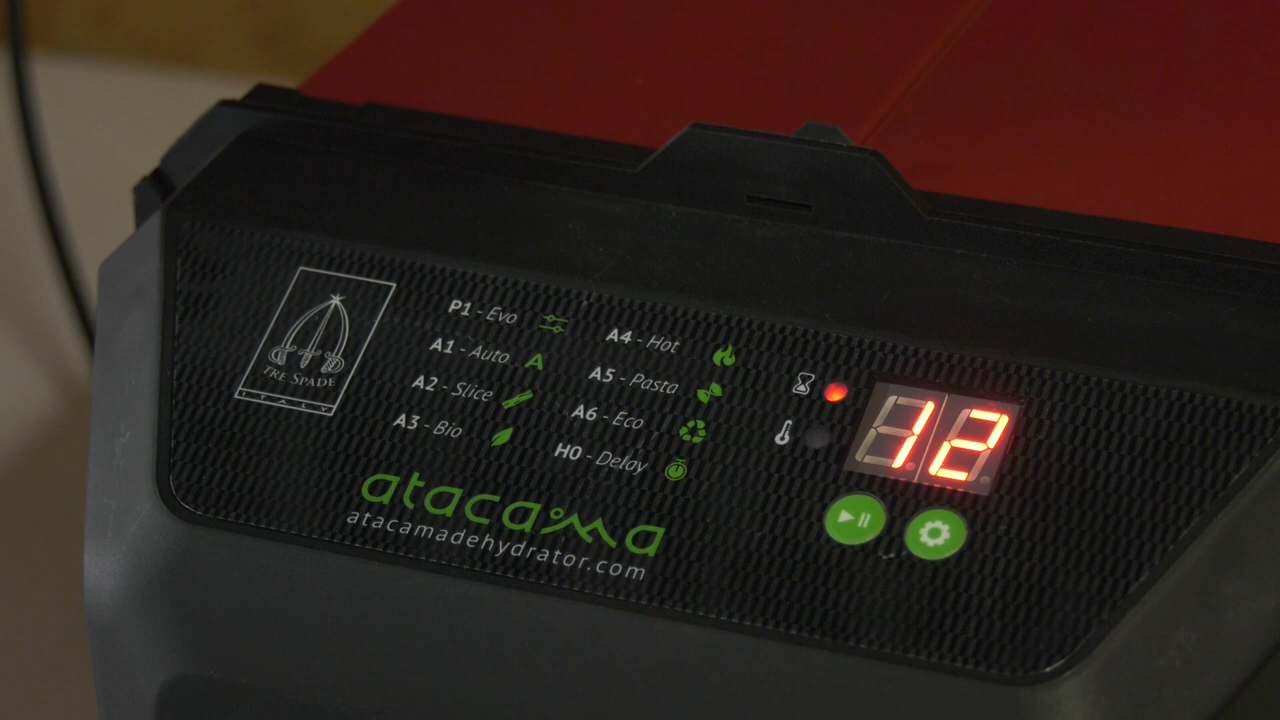 TRE SPADE
ITALY
P1 - Evo
A1 - Auto A
A2 - Slice
A3 - Bio
A4 - Hot
A5 - Pasta
A6 - Eco
H0 - Delay
12
atacama
atacamadehydrator.com